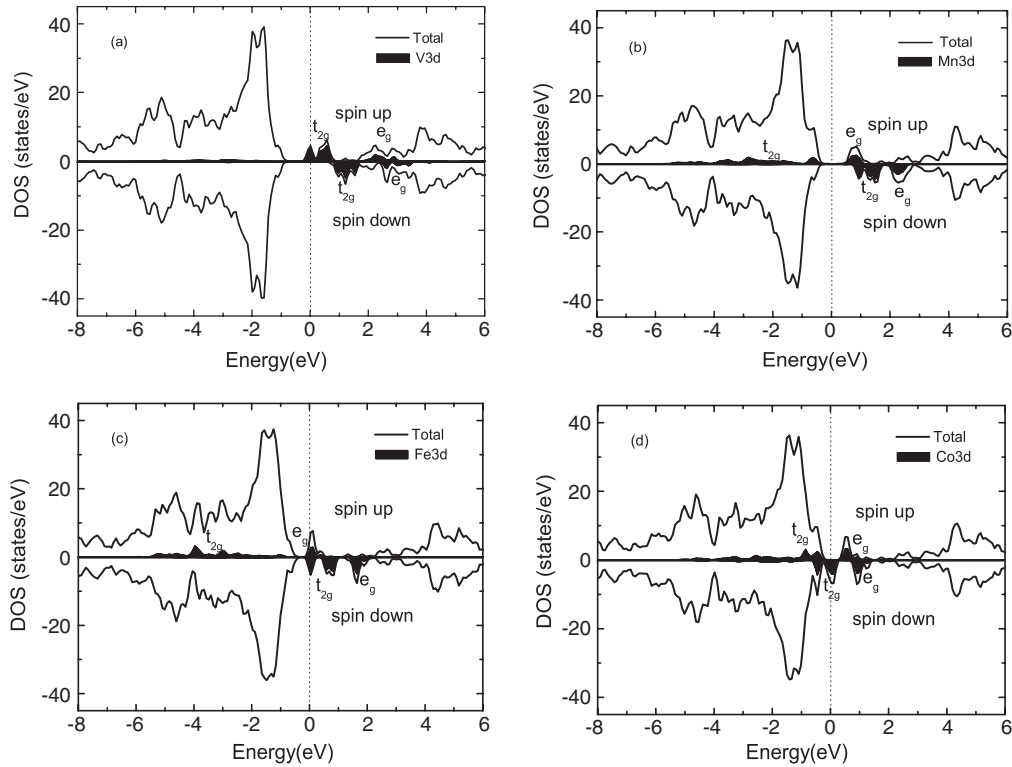 (a)
Total
V3d
t2g
spin up
eg
t2g
eg
spin down
DOS (states/eV)
40
20
0
-20
-40
-8 -6 -4 -2 0 2 4 6
Energy(eV)
(b)
Total
Mn3d
eg
spin up
t2g
t2g
eg
spin down
DOS (states/eV)
40
20
0
-20
-40
-8 -6 -4 -2 0 2 4 6
Energy(eV)
(c)
Total
Fe3d
spin up
eg
t2g
t2g
eg
spin down
DOS (states/eV)
40
20
0
-20
-40
-8 -6 -4 -2 0 2 4 6
Energy(eV)
(d)
Total
Co3d
spin up
t2g
eg
t2g
eg
spin down
DOS (states/eV)
40
20
0
-20
-40
-8 -6 -4 -2 0 2 4 6
Energy(eV)